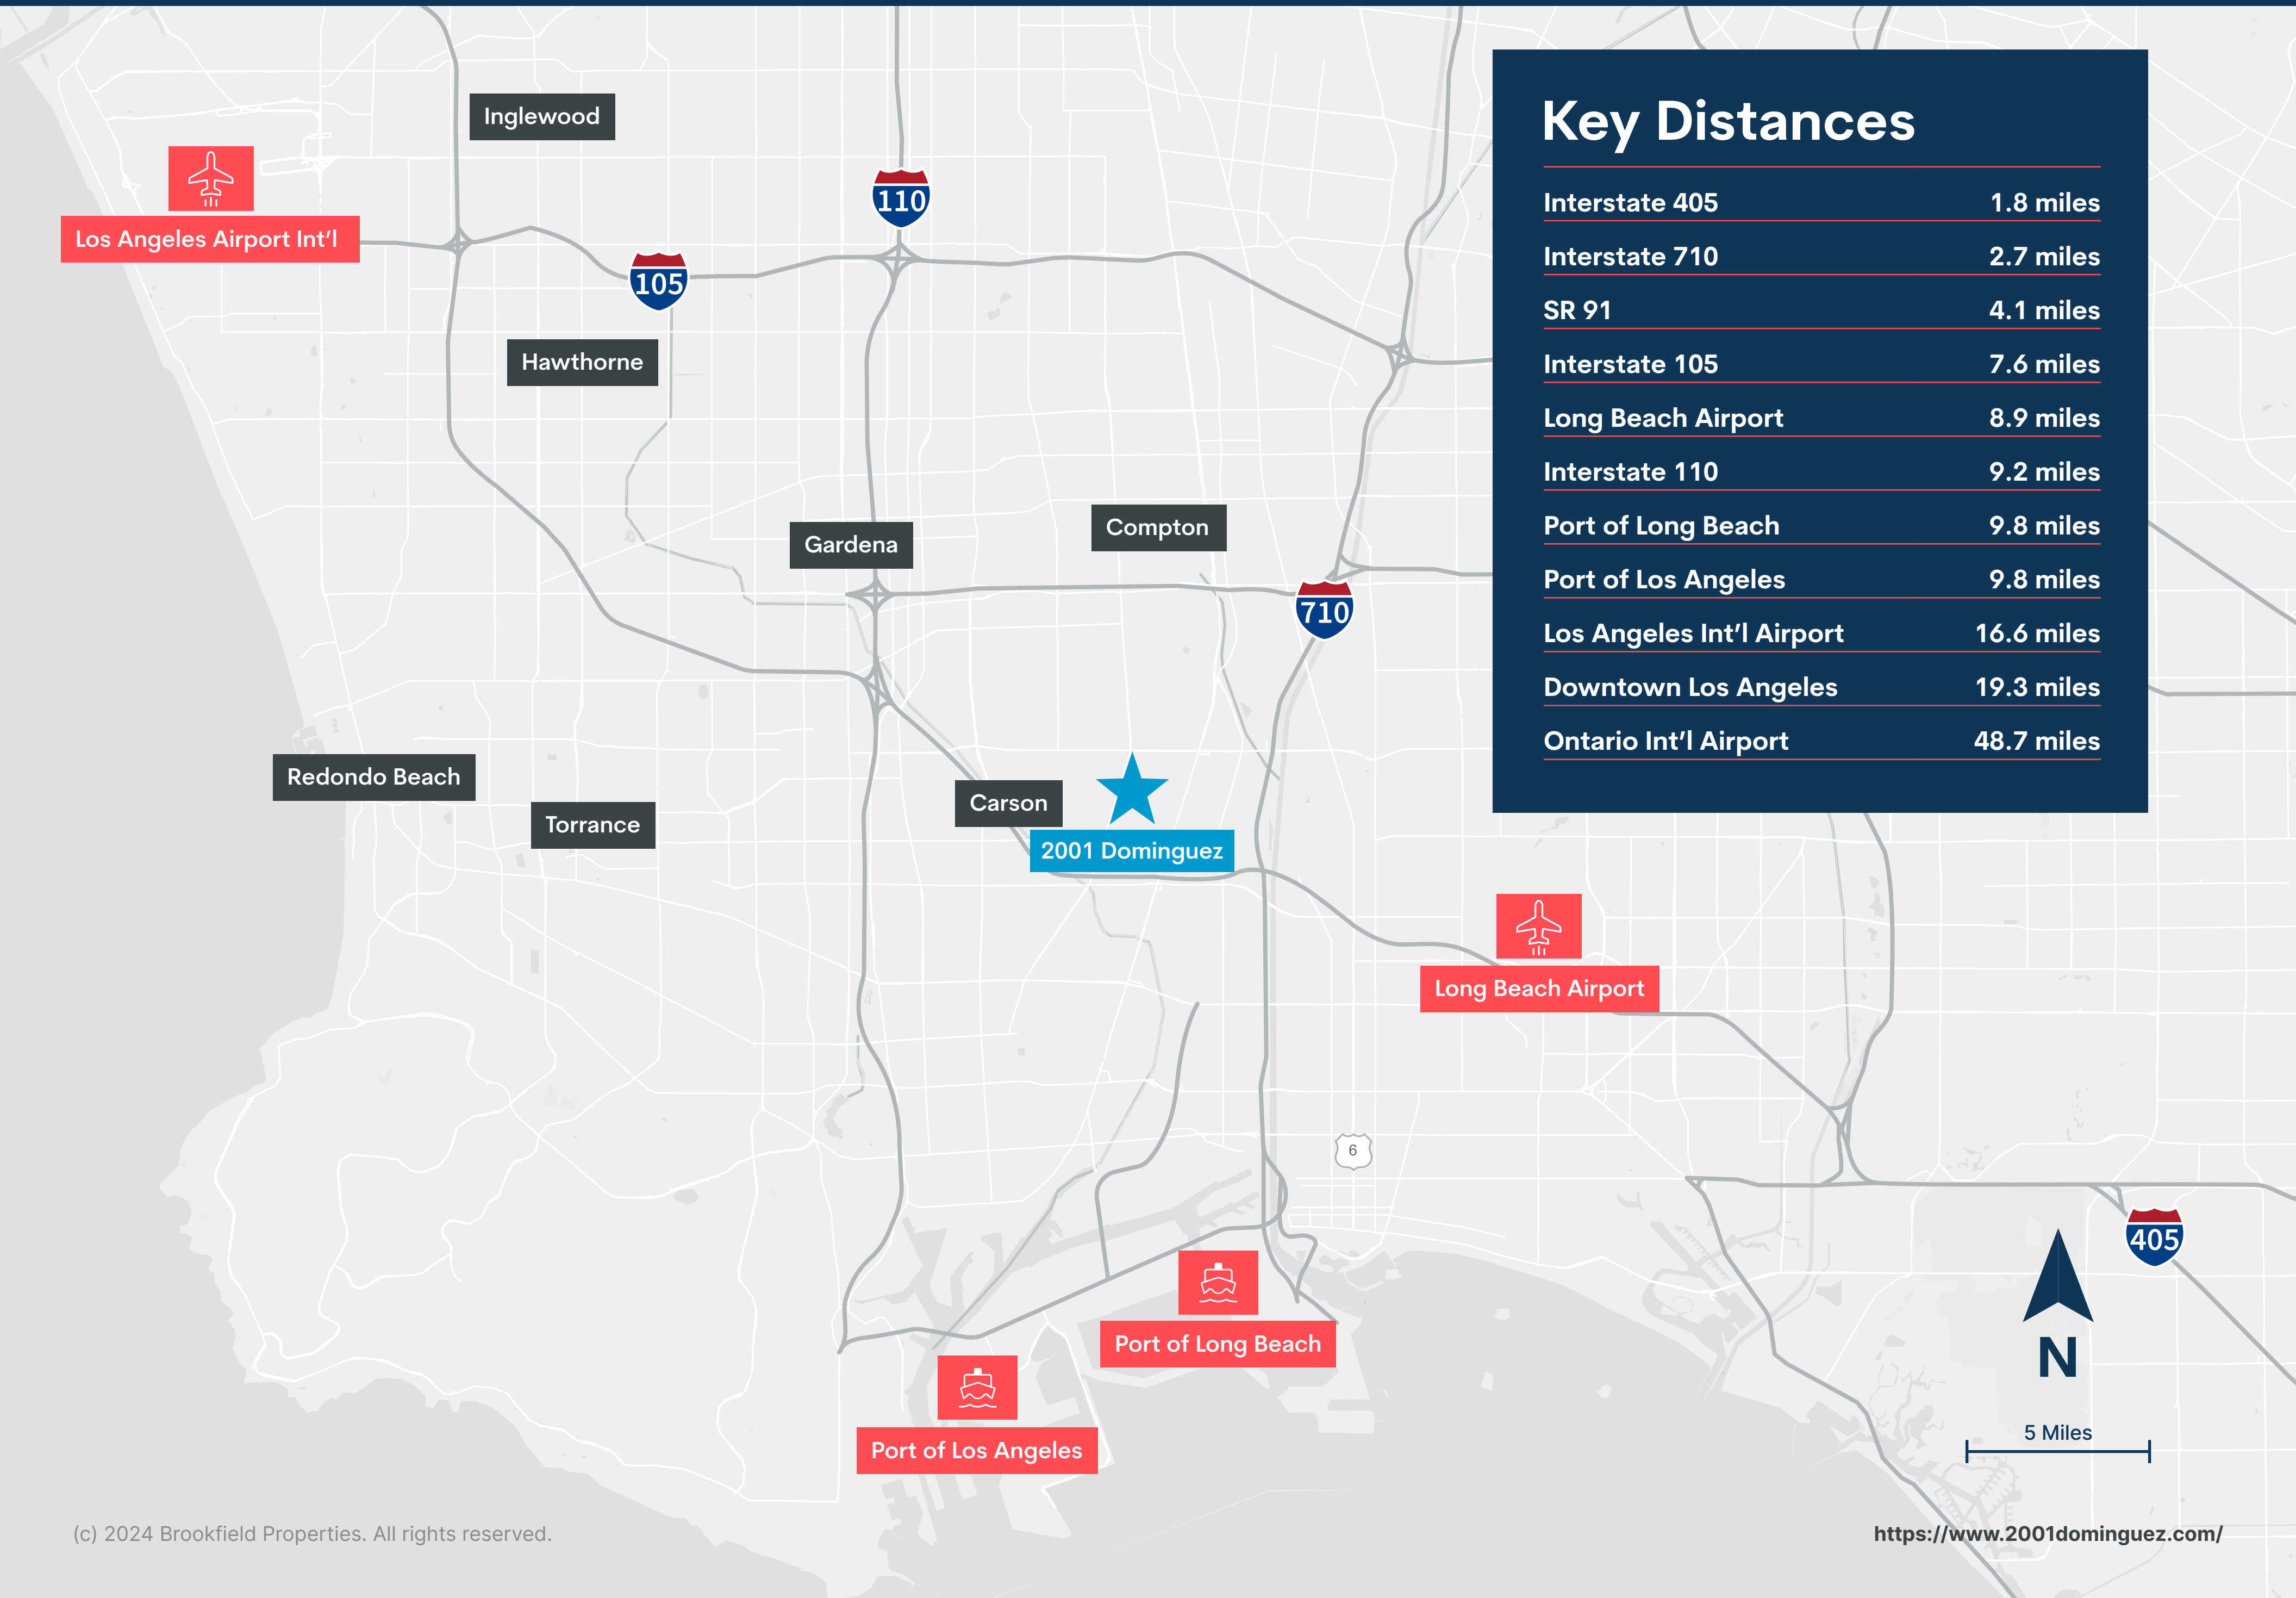 Inglewood
Los Angeles Airport Int'l
110
105
Hawthorne
Gardena
Compton
710
Redondo Beach
Torrance
Carson
2001 Dominguez
Long Beach Airport
6
Port of Long Beach
Port of Los Angeles
Key Distances
Interstate 405 1.8 miles
Interstate 710 2.7 miles
SR 91 4.1 miles
Interstate 105 7.6 miles
Long Beach Airport 8.9 miles
Interstate 110 9.2 miles
Port of Long Beach 9.8 miles
Port of Los Angeles 9.8 miles
Los Angeles Int'l Airport 16.6 miles
Downtown Los Angeles 19.3 miles
Ontario Int'l Airport 48.7 miles
405
N
5 Miles
(c) 2024 Brookfield Properties. All rights reserved.
https://www.2001dominguez.com/